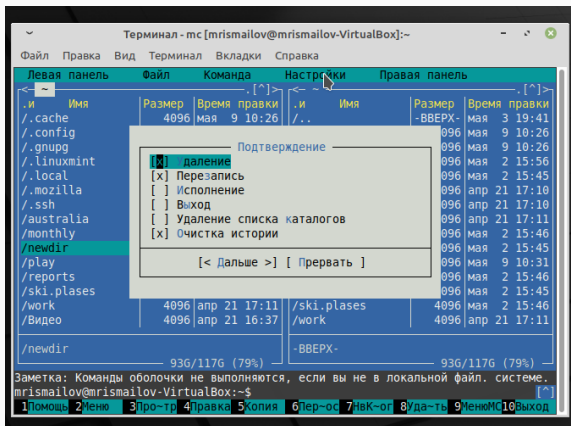 Терминал - mc [mrismailov@mrismailov-VirtualBox]:~
Файл Правка Вид Терминал Вкладки Справка
Левая панель Файл Команда Настройки Правая панель
<- ~ .[^]> <- ~ .[^]>
.и Имя Размер Время правки .и Имя Размер Время правки
/.cache 4096 мая 9 10:26 /.. -ВВЕРХ- мая 3 19:41
/.config 096 мая 9 10:26
/.gnupg 096 мая 9 10:26
/.linuxmint 096 мая 2 15:56
/.local 096 мая 2 15:45
/.mozilla 096 апр 21 17:10
/.ssh 096 апр 21 17:10
/australia 096 апр 21 17:11
/monthly 096 мая 2 15:46
/newdir 096 мая 2 15:45
/play 096 мая 9 10:31
/reports 096 мая 2 15:46
/ski.plases 096 мая 2 15:45
/work 4096 апр 21 17:11 /ski.plases 4096 мая 2 15:46
/Видео 4096 апр 21 16:37 /work 4096 апр 21 17:11
Подтверждение
[x] Удаление
[x] Перезапись
[ ] Исполнение
[ ] Выход
[ ] Удаление списка каталогов
[x] Очистка истории
[< Дальше >] [ Прервать ]
/newdir -ВВЕРХ-
93G/117G (79%) 93G/117G (79%)
Заметка: Команды оболочки не выполняются, если вы не в локальной файл. системе.
mrismailov@mrismailov-VirtualBox:~$ [^]
1Помощь 2Меню 3Про~тр 4Правка 5Копия 6Пер~ос 7НвК~ог 8Уда~ть 9МенюMC 10Выход